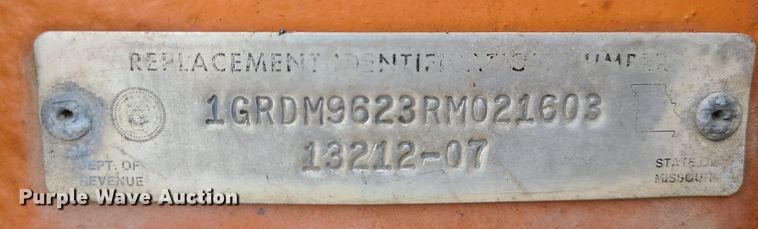 REPLACEMENT IDENTIFICATION NUMBER
1GRDM9623RM021603
13212-07
DEPT. OF
REVENUE
STATE OF
MISSOURI
Purple Wave Auction